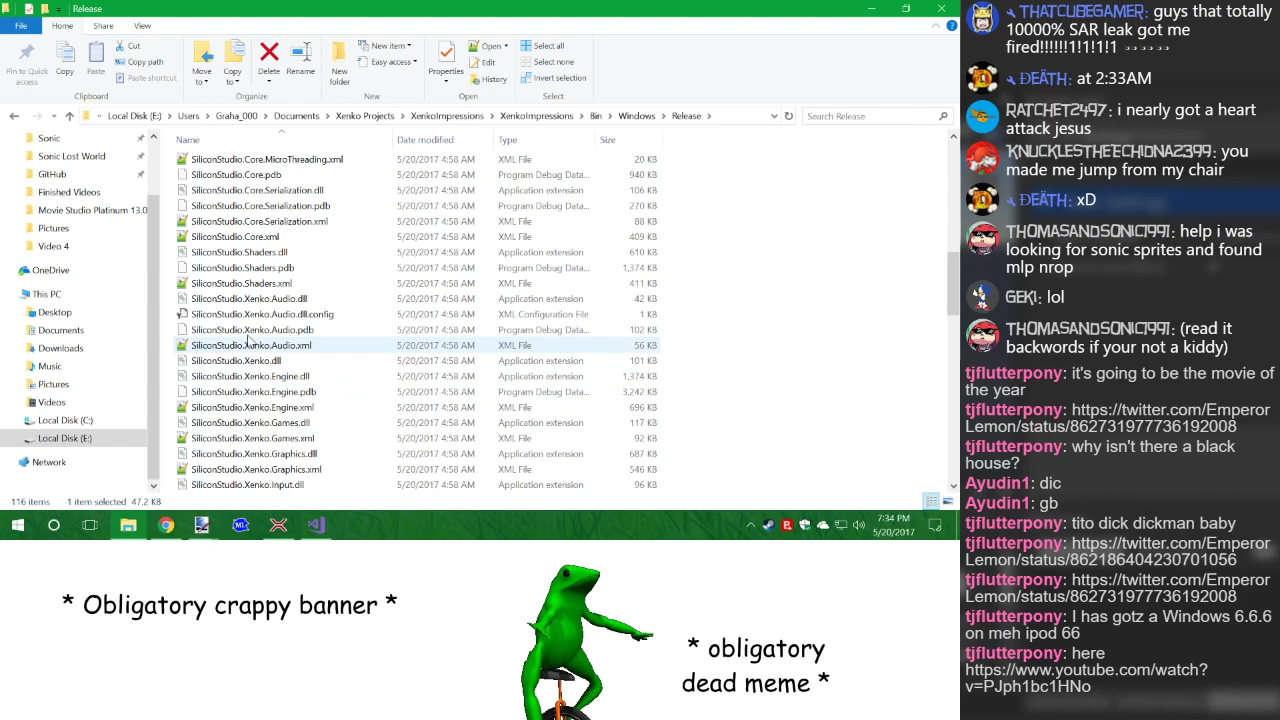 Release
File
Home
Share
View
Pin to Quick access
Copy
Paste
Cut
Copy path
Paste shortcut
Clipboard
Move to
Copy to
Delete
Rename
Organize
New folder
New item
Easy access
New
Properties
Open
Edit
History
Open
Select all
Select none
Invert selection
Select
Local Disk (E:) Users Graha_000 Documents Xenko Projects XenkoImpressions XenkoImpressions Bin Windows Release
Search Release
Sonic
Sonic Lost World
GitHub
Finished Videos
Movie Studio Platinum 13.0
Pictures
Video 4
OneDrive
This PC
Desktop
Documents
Downloads
Music
Pictures
Videos
Local Disk (C:)
Local Disk (E:)
Network
Name Date modified Type Size
SiliconStudio.Core.MicroThreading.xml 5/20/2017 4:58 AM XML File 20 KB
SiliconStudio.Core.pdb 5/20/2017 4:58 AM Program Debug Data... 940 KB
SiliconStudio.Core.Serialization.dll 5/20/2017 4:58 AM Application extension 106 KB
SiliconStudio.Core.Serialization.pdb 5/20/2017 4:58 AM Program Debug Data... 270 KB
SiliconStudio.Core.Serialization.xml 5/20/2017 4:58 AM XML File 88 KB
SiliconStudio.Core.xml 5/20/2017 4:58 AM XML File 409 KB
SiliconStudio.Shaders.dll 5/20/2017 4:58 AM Application extension 610 KB
SiliconStudio.Shaders.pdb 5/20/2017 4:58 AM Program Debug Data... 1,374 KB
SiliconStudio.Shaders.xml 5/20/2017 4:58 AM XML File 411 KB
SiliconStudio.Xenko.Audio.dll 5/20/2017 4:58 AM Application extension 42 KB
SiliconStudio.Xenko.Audio.dll.config 5/20/2017 4:58 AM XML Configuration File 1 KB
SiliconStudio.Xenko.Audio.pdb 5/20/2017 4:58 AM Program Debug Data... 102 KB
SiliconStudio.Xenko.Audio.xml 5/20/2017 4:58 AM XML File 56 KB
SiliconStudio.Xenko.dll 5/20/2017 4:58 AM Application extension 101 KB
SiliconStudio.Xenko.Engine.dll 5/20/2017 4:58 AM Application extension 1,374 KB
SiliconStudio.Xenko.Engine.pdb 5/20/2017 4:58 AM Program Debug Data... 3,242 KB
SiliconStudio.Xenko.Engine.xml 5/20/2017 4:58 AM XML File 696 KB
SiliconStudio.Xenko.Games.dll 5/20/2017 4:58 AM Application extension 117 KB
SiliconStudio.Xenko.Games.xml 5/20/2017 4:58 AM XML File 92 KB
SiliconStudio.Xenko.Graphics.dll 5/20/2017 4:58 AM Application extension 687 KB
SiliconStudio.Xenko.Graphics.xml 5/20/2017 4:58 AM XML File 546 KB
SiliconStudio.Xenko.Input.dll 5/20/2017 4:58 AM Application extension 96 KB
116 items 1 item selected 47.2 KB
7:34 PM
5/20/2017
* Obligatory crappy banner *
* obligatory
dead meme *
THATCUBEGAMER: guys that totally
10000% SAR leak got me
fired!!!!!!1!1!1!1
ĐEÄTH: at 2:33AM
RATCHET2497: i nearly got a heart
attack jesus
KNUCKLESTHEECHIDNA2399: you
made me jump from my chair
ĐEÄTH: xD
THOMASANDSONIC1991: help i was
looking for sonic sprites and found
mlp nrop
GEKI: lol
THOMASANDSONIC1991: (read it
backwords if your not a kiddy)
tjflutterpony: it's going to be the movie of
the year
tjflutterpony: https://twitter.com/Emperor
Lemon/status/862731977736192008
tjflutterpony: why isn't there a black
house?
Ayudin1: dic
Ayudin1: gb
tjflutterpony: tito dick dickman baby
tjflutterpony: https://twitter.com/Emperor
Lemon/status/862186404230701056
tjflutterpony: https://twitter.com/Emperor
Lemon/status/862731977736192008
tjflutterpony: I has gotz a Windows 6.6.6
on meh ipod 66
tjflutterpony: here
https://www.youtube.com/watch?
v=PJph1bc1HNo